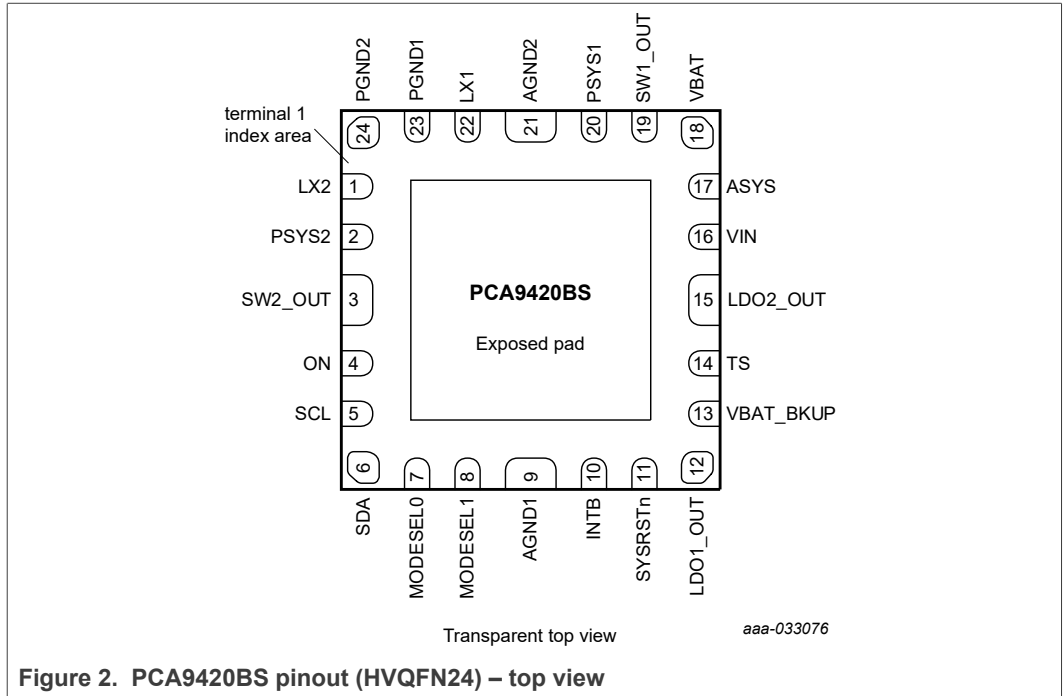 PGND2
PGND1
LX1
AGND2
PSYS1
SW1_OUT
VBAT
terminal 1
index area
24
23
22
21
20
19
18
LX2 1
17 ASYS
PSYS2 2
16 VIN
SW2_OUT 3
PCA9420BS
15 LDO2_OUT
Exposed pad
ON 4
14 TS
SCL 5
13 VBAT_BKUP
6
7
8
9
10
11
12
SDA
MODESEL0
MODESEL1
AGND1
INTB
SYSRSTn
LDO1_OUT
Transparent top view
aaa-033076
Figure 2. PCA9420BS pinout (HVQFN24) – top view